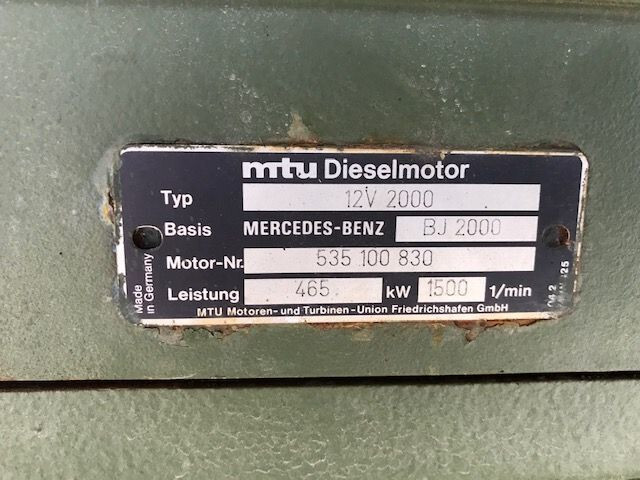 mtu Dieselmotor
Typ 12V 2000
Basis MERCEDES-BENZ BJ 2000
Motor-Nr. 535 100 830
Leistung 465 kW 1500 1/min
MTU Motoren- und Turbinen-Union Friedrichshafen GmbH
Made
in Germany